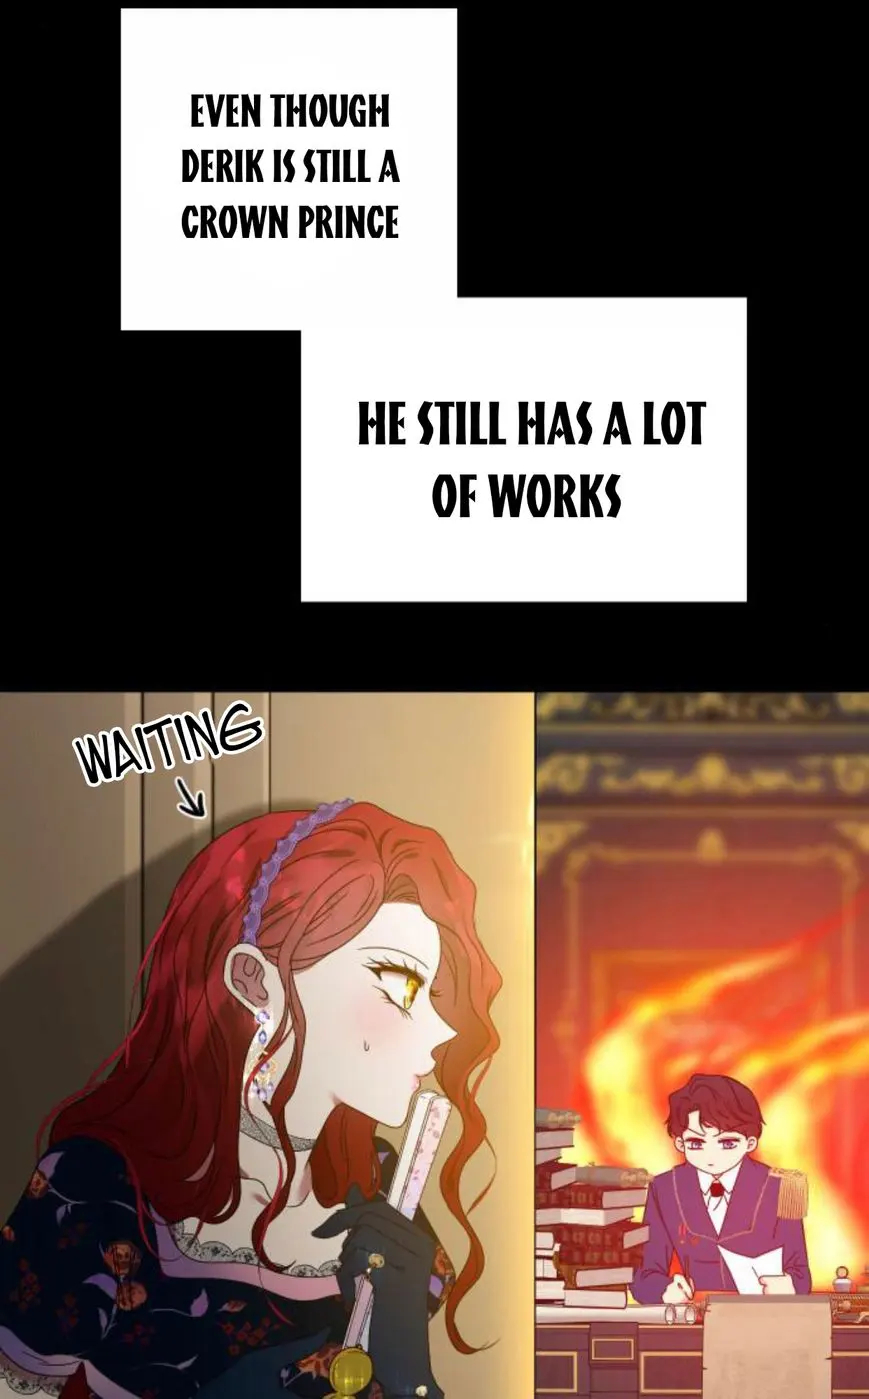 EVEN THOUGH
DERIK IS STILL A
CROWN PRINCE
HE STILL HAS A LOT
OF WORKS
WAITING